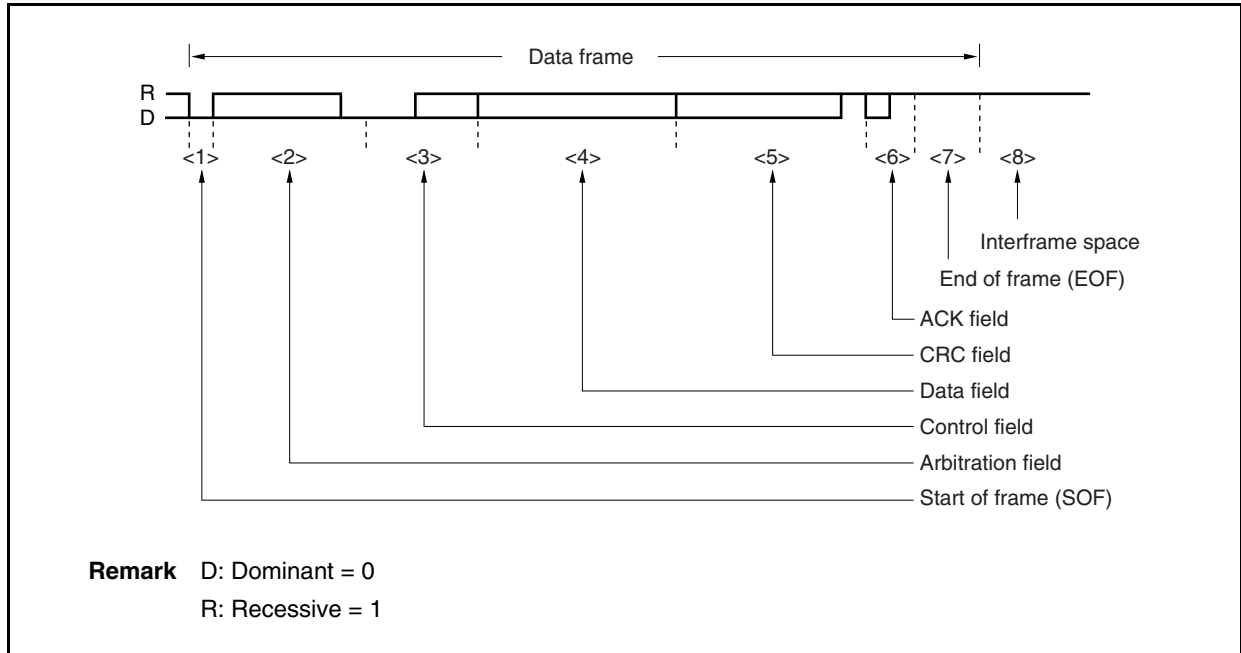 Data frame
R
D
<1> <2> <3> <4> <5> <6> <7> <8>
Interframe space
End of frame (EOF)
ACK field
CRC field
Data field
Control field
Arbitration field
Start of frame (SOF)
Remark D: Dominant = 0
R: Recessive = 1